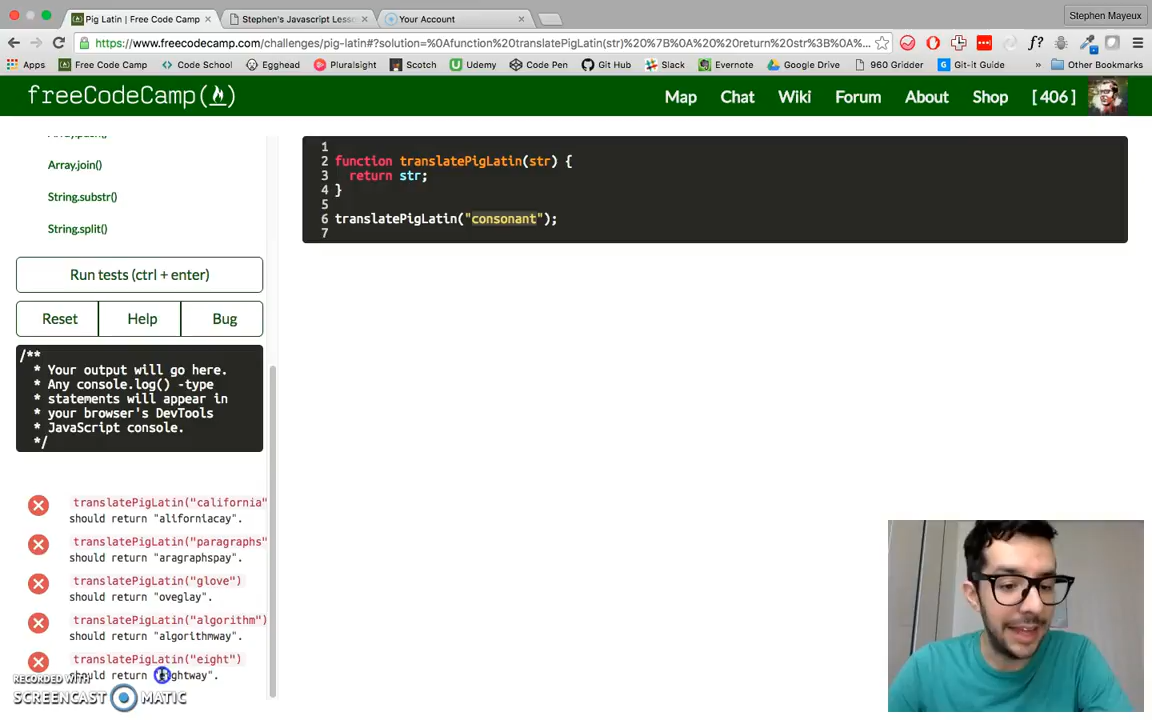 Pig Latin | Free Code Camp
Stephen's Javascript Less
Your Account
Stephen Mayeux
https://www.freecodecamp.com/challenges/pig-latin#?solution=%0Afunction%20translatePigLatin(str)%20%7B%0A%20%20return%20str%3B%0A%...
f?
Apps
Free Code Camp
Code School
Egghead
Pluralsight
Scotch
Udemy
Code Pen
Git Hub
Slack
Evernote
Google Drive
960 Gridder
Git-it Guide
»
Other Bookmarks
freeCodeCamp
Map
Chat
Wiki
Forum
About
Shop
[ 406 ]
Array.push()
Array.join()
String.substr()
String.split()
Run tests (ctrl + enter)
Reset
Help
Bug
/**
* Your output will go here.
* Any console.log() -type
* statements will appear in
* your browser's DevTools
* JavaScript console.
*/
translatePigLatin("california"
should return "aliforniacay".
translatePigLatin("paragraphs"
should return "aragraphspay".
translatePigLatin("glove")
should return "oveglay".
translatePigLatin("algorithm")
should return "algorithmway".
translatePigLatin("eight")
should return "eightway".
RECORDED WITH
SCREENCAST MATIC
1
2 function translatePigLatin(str) {
3 return str;
4 }
5
6 translatePigLatin("consonant");
7